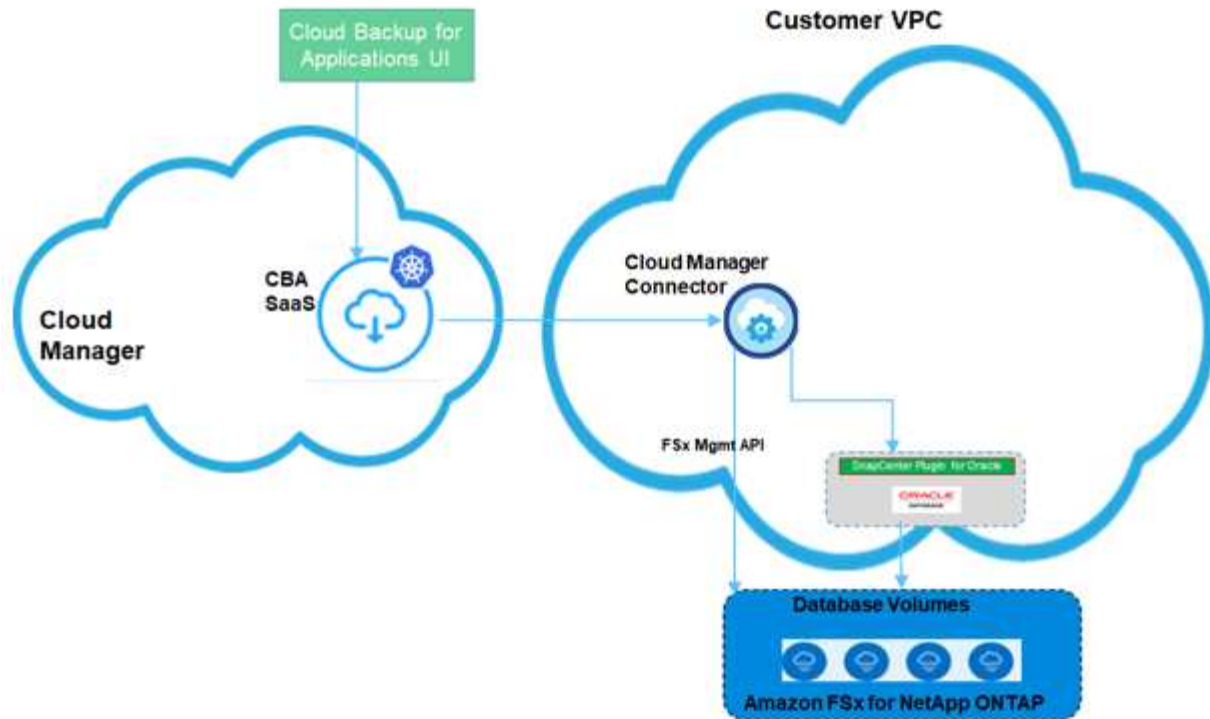 Cloud Backup for
Applications UI
Customer VPC
CBA
SaaS
Cloud
Manager
Cloud Manager
Connector
FSx Mgmt API
SnapCenter Plugin for Oracle
ORACLE
DATABASE
Database Volumes
Amazon FSx for NetApp ONTAP